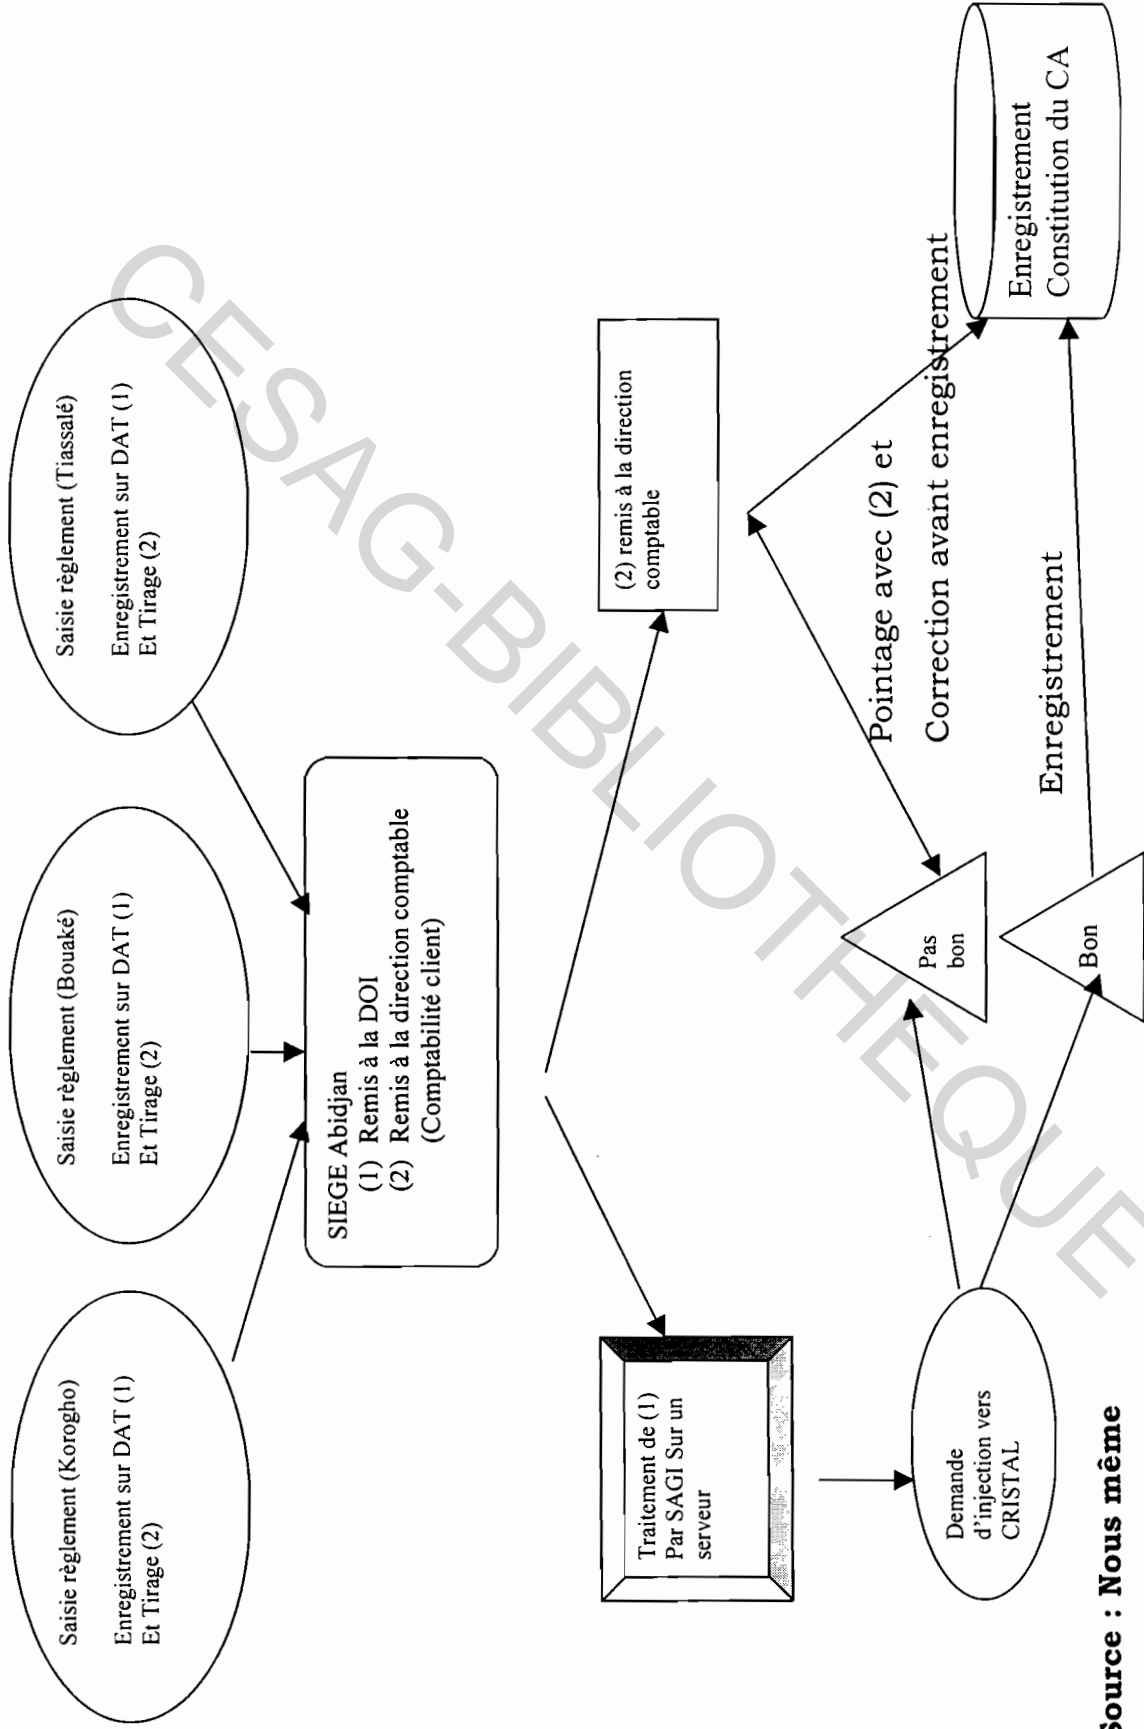 Saisie règlement (Korogho)
Enregistrement sur DAT (1)
Et Tirage (2)
Saisie règlement (Bouaké)
Enregistrement sur DAT (1)
Et Tirage (2)
Saisie règlement (Tiassalé)
Enregistrement sur DAT (1)
Et Tirage (2)
SIEGE Abidjan
(1) Remis à la DOI
(2) Remis à la direction comptable
(Comptabilité client)
Traitement de (1)
Par SAGI Sur un
serveur
(2) remis à la direction
comptable
Demande
d'injection vers
CRISTAL
Pas
bon
Bon
Pointage avec (2) et
Correction avant enregistrement
Enregistrement
Enregistrement
Constitution du CA
Source : Nous même
CESAG-BIBLIOTHEQUE